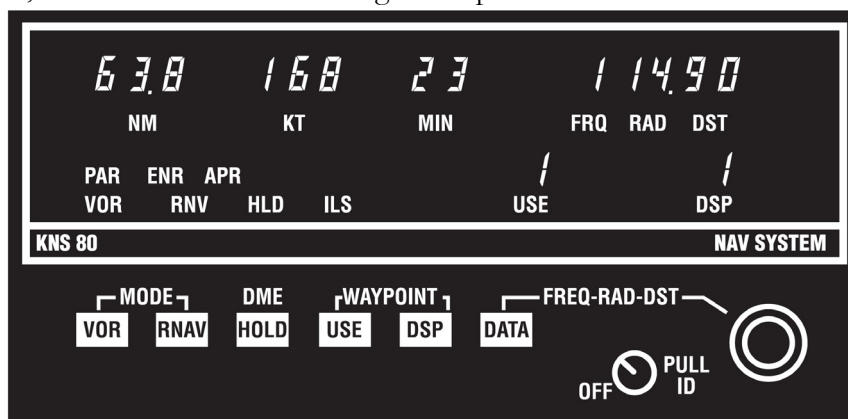 63.8 168 23 114.90
NM KT MIN FRQ RAD DST
PAR ENR APR 1 1
VOR RNV HLD ILS USE DSP
KNS 80 NAV SYSTEM
MODE DME WAYPOINT FREQ-RAD-DST
VOR RNAV HOLD USE DSP DATA
OFF PULL
ID